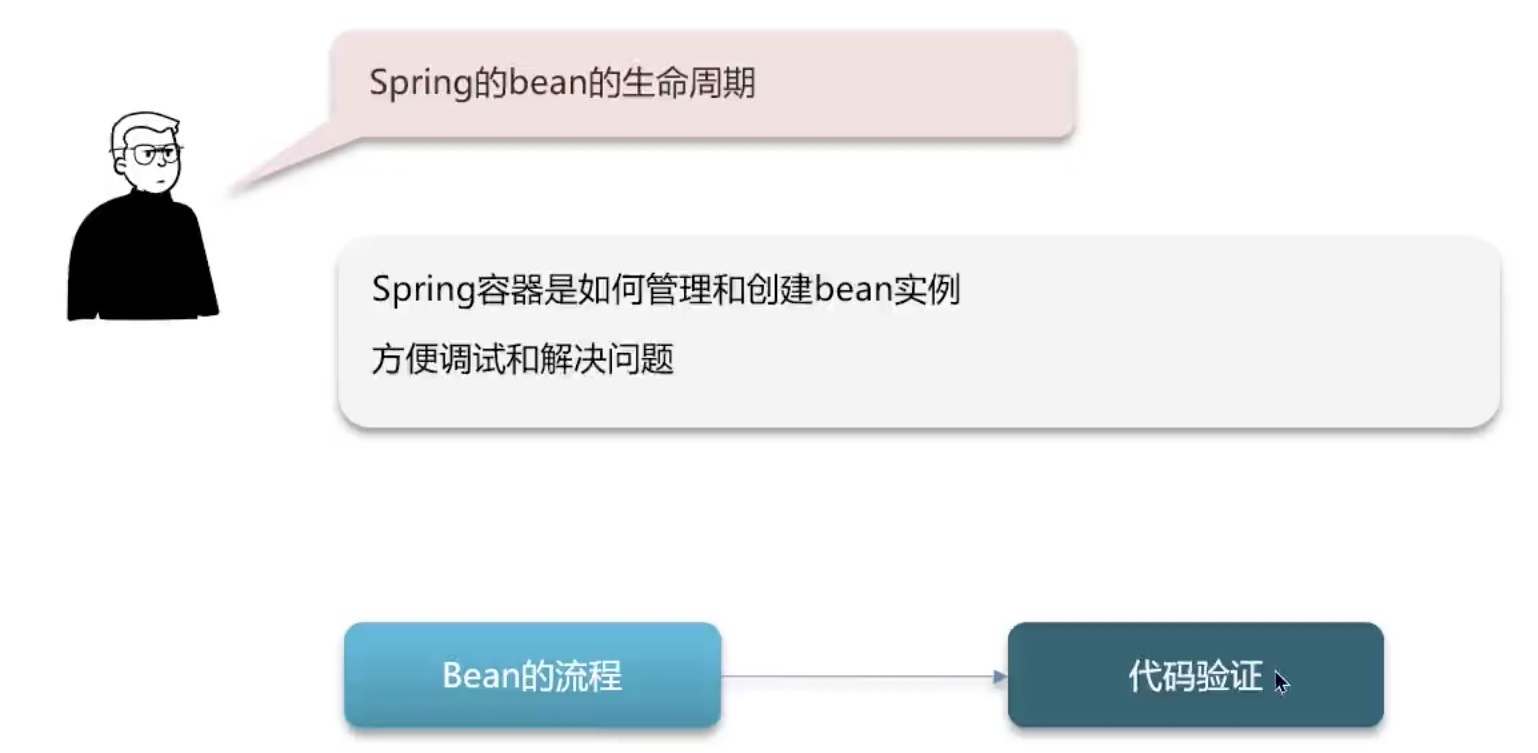 Spring的bean的生命周期
Spring容器是如何管理和创建bean实例
方便调试和解决问题
Bean的流程
代码验证